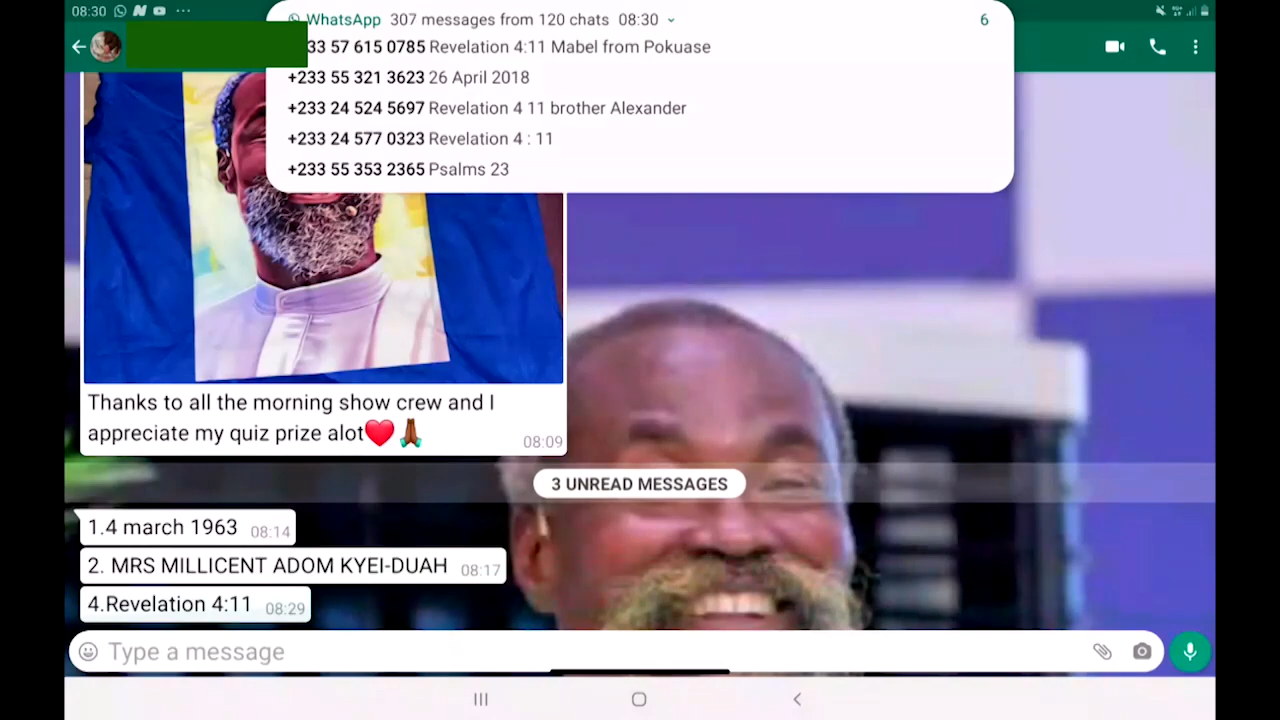 08:30
WhatsApp 307 messages from 120 chats 08:30
6
33 57 615 0785 Revelation 4:11 Mabel from Pokuase
+233 55 321 3623 26 April 2018
+233 24 524 5697 Revelation 4 11 brother Alexander
+233 24 577 0323 Revelation 4 : 11
+233 55 353 2365 Psalms 23
Thanks to all the morning show crew and I
appreciate my quiz prize alot❤️🙏🏾
08:09
3 UNREAD MESSAGES
1.4 march 1963 08:14
2. MRS MILLICENT ADOM KYEI-DUAH 08:17
4.Revelation 4:11 08:29
Type a message